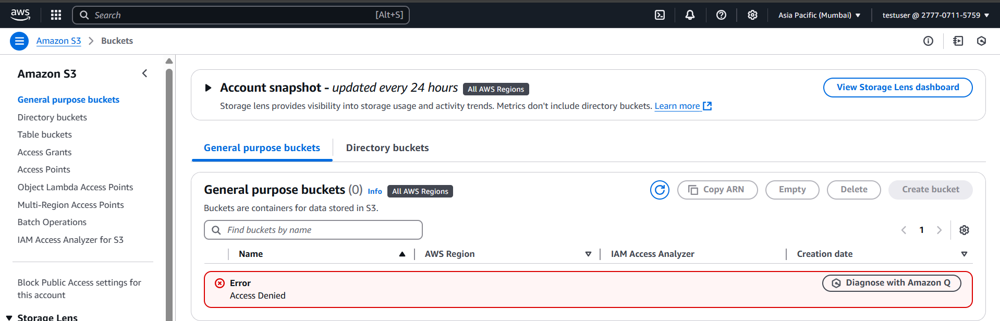 aws
Search [Alt+S]
Asia Pacific (Mumbai) testuser @ 2777-0711-5759
Amazon S3 Buckets
Amazon S3
General purpose buckets
Directory buckets
Table buckets
Access Grants
Access Points
Object Lambda Access Points
Multi-Region Access Points
Batch Operations
IAM Access Analyzer for S3
Block Public Access settings for
this account
Storage Lens
Account snapshot - updated every 24 hours All AWS Regions
View Storage Lens dashboard
Storage lens provides visibility into storage usage and activity trends. Metrics don't include directory buckets. Learn more
General purpose buckets Directory buckets
General purpose buckets (0) Info All AWS Regions
Copy ARN Empty Delete Create bucket
Buckets are containers for data stored in S3.
Find buckets by name
1
Name AWS Region IAM Access Analyzer Creation date
Error
Diagnose with Amazon Q
Access Denied